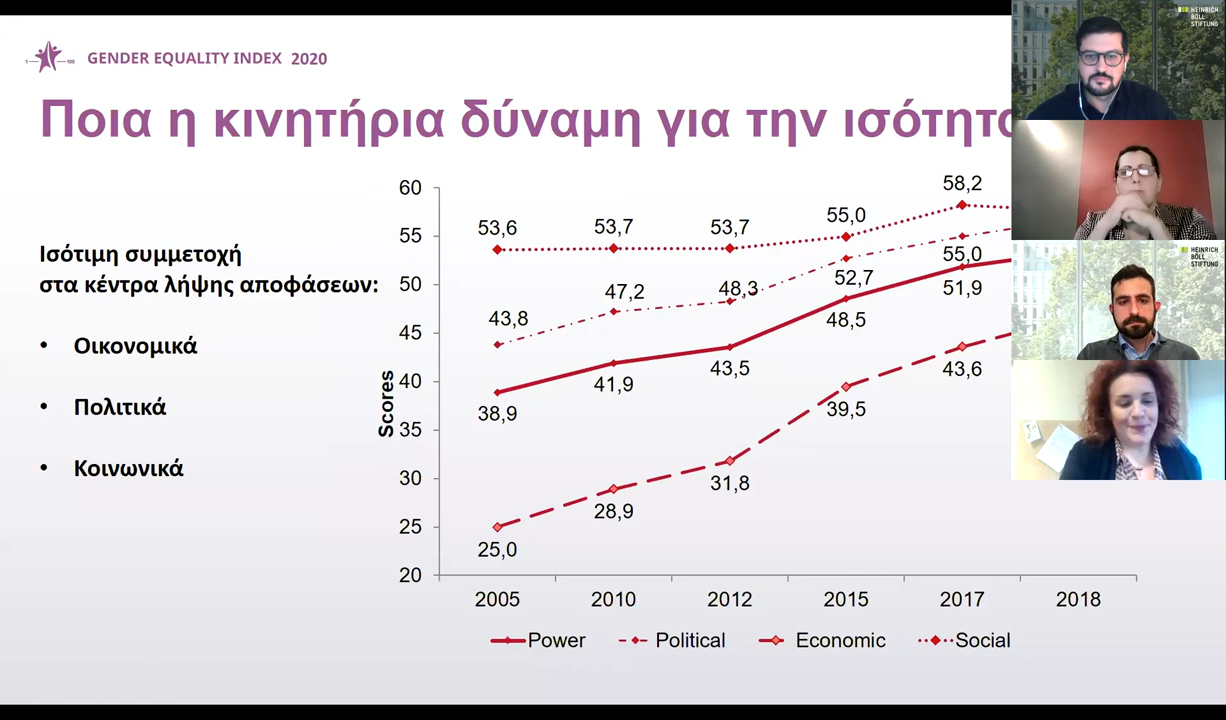 1 100 GENDER EQUALITY INDEX 2020
Ποια η κινητήρια δύναμη για την
Ισότιμη συμμετοχή
στα κέντρα λήψης αποφάσεων:
• Οικονομικά
• Πολιτικά
• Κοινωνικά
Scores
60
55
50
45
40
35
30
25
20
53,6 53,7 53,7 55,0 58,2
43,8 47,2 48,3 52,7 55,0
38,9 41,9 43,5 48,5 51,9
25,0 28,9 31,8 39,5 43,6
2005 2010 2012 2015 2017 2018
Power Political Economic Social
HEINRICH
BÖLL
STIFTUNG
HEINRICH
BÖLL
STIFTUNG